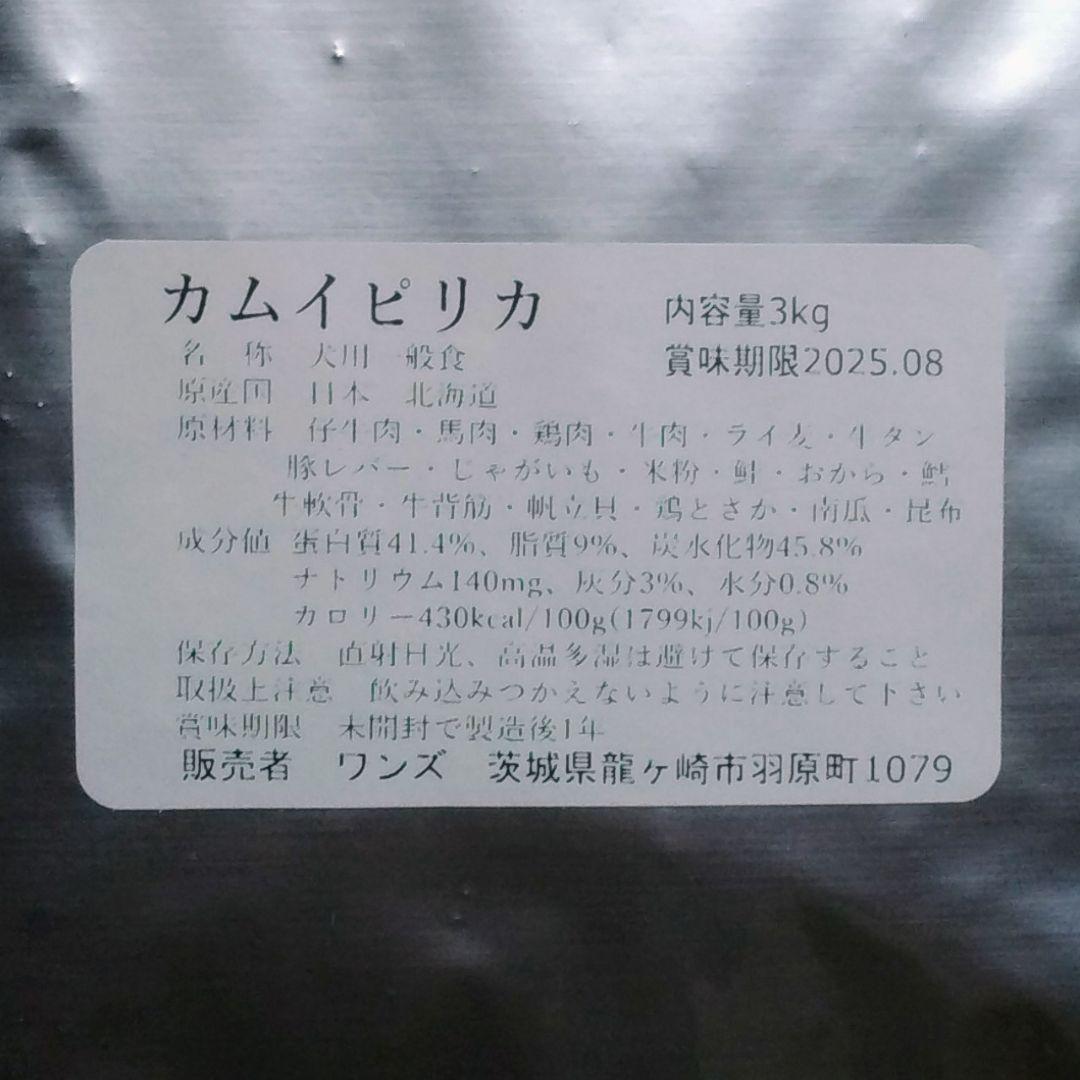 カムイピリカ
内容量3kg
賞味期限2025.08
名　称　犬用　一般食
原産国　日本　北海道
原材料　仔牛肉・馬肉・鶏肉・牛肉・ライ麦・牛タン
豚レバー・じゃがいも・米粉・鮭・おから・鱈
牛軟骨・牛背筋・帆立貝・鶏とさか・南瓜・昆布
成分値　蛋白質41.4%、脂質9%、炭水化物45.8%
ナトリウム140mg、灰分3%、水分0.8%
カロリー430kcal/100g(1799kj/100g)
保存方法　直射日光、高温多湿は避けて保存すること
取扱上注意　飲み込みつかえないように注意して下さい
賞味期限　未開封で製造後1年
販売者　ワンズ　茨城県龍ヶ崎市羽原町1079